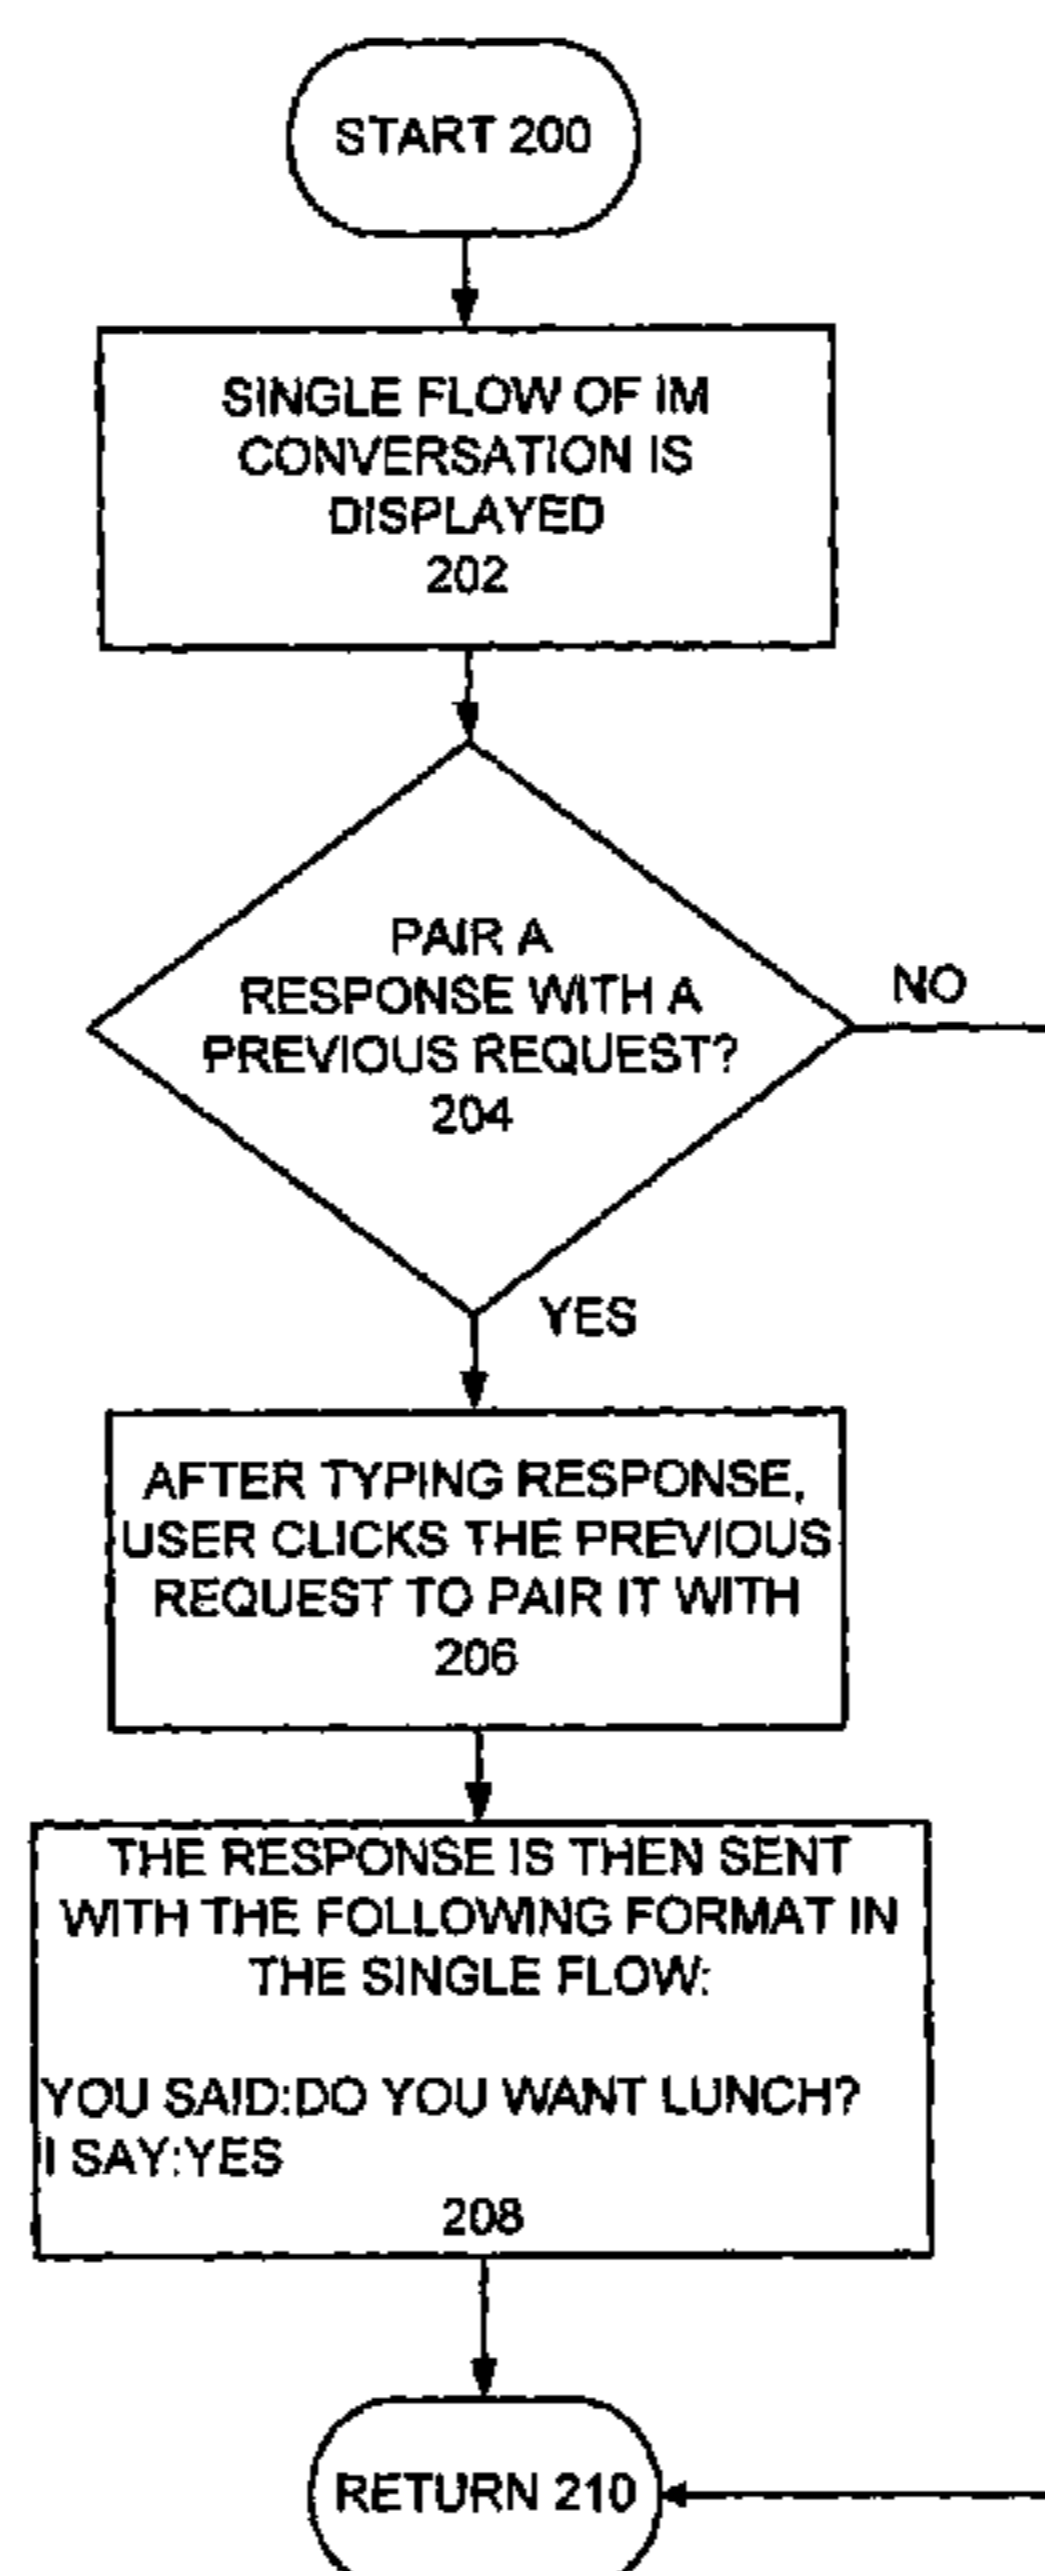 START 200
SINGLE FLOW OF IM
CONVERSATION IS
DISPLAYED
202
PAIR A
RESPONSE WITH A
PREVIOUS REQUEST?
204
NO
YES
AFTER TYPING RESPONSE,
USER CLICKS THE PREVIOUS
REQUEST TO PAIR IT WITH
206
THE RESPONSE IS THEN SENT
WITH THE FOLLOWING FORMAT IN
THE SINGLE FLOW:
YOU SAID:DO YOU WANT LUNCH?
I SAY:YES
208
RETURN 210